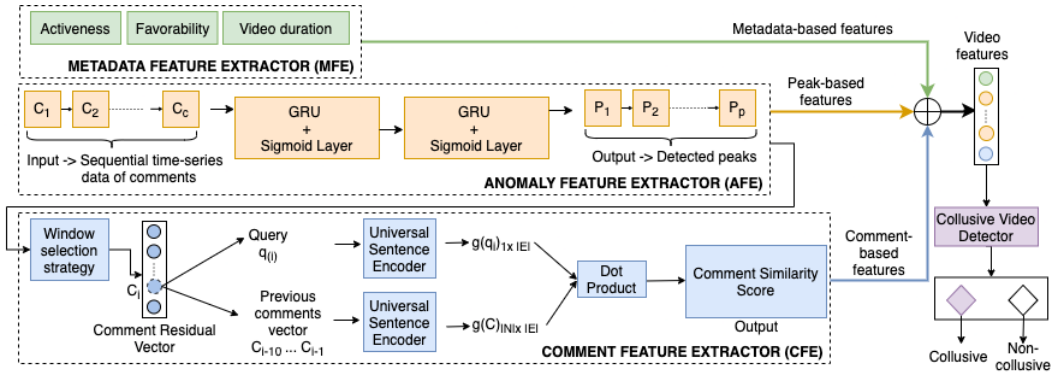 Activeness
Favorability
Video duration
METADATA FEATURE EXTRACTOR (MFE)
Metadata-based features
Video
features
C1
C2
Cc
GRU
+
Sigmoid Layer
GRU
+
Sigmoid Layer
P1
P2
Pp
Input -> Sequential time-series
data of comments
Output -> Detected peaks
ANOMALY FEATURE EXTRACTOR (AFE)
Peak-based
features
Window
selection
strategy
Ci
Comment Residual
Vector
Query
q(i)
Previous
comments
vector
Ci-10 ... Ci-1
Universal
Sentence
Encoder
Universal
Sentence
Encoder
g(qi)1x |E|
g(C)|N|x |E|
Dot
Product
Comment Similarity
Score
Output
COMMENT FEATURE EXTRACTOR (CFE)
Comment-
based
features
Collusive Video
Detector
Collusive
Non-
collusive